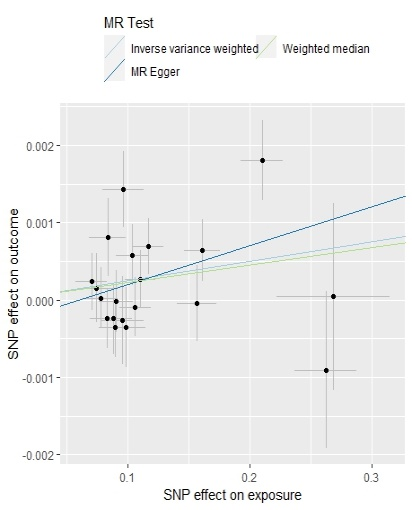 MR Test
Inverse variance weighted
Weighted median
MR Egger
SNP effect on outcome
0.002
0.001
0.000
-0.001
-0.002
0.1
0.2
0.3
SNP effect on exposure